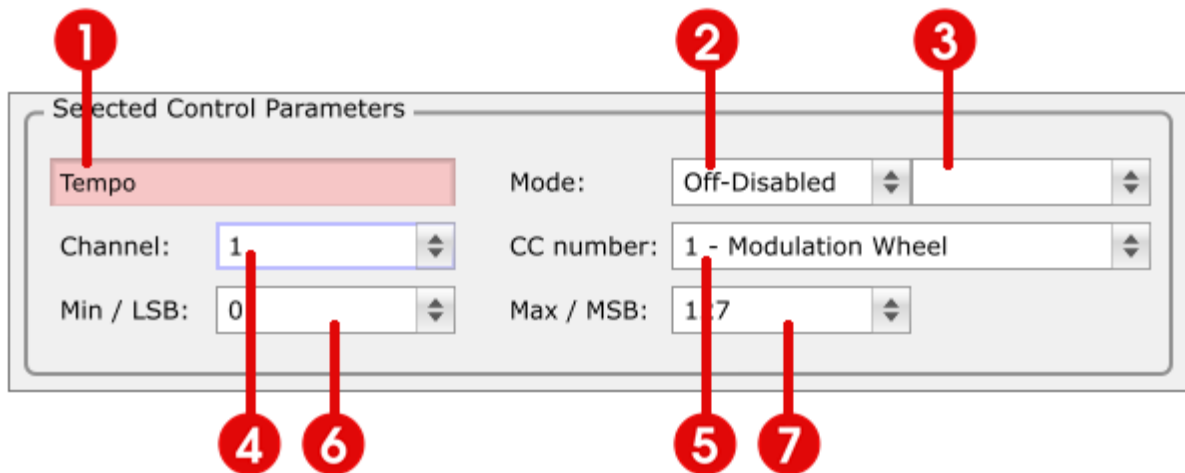 1 2 3
Selected Control Parameters
Tempo Mode: Off-Disabled
Channel: 1 CC number: 1 - Modulation Wheel
Min / LSB: 0 Max / MSB: 127
4 6 5 7